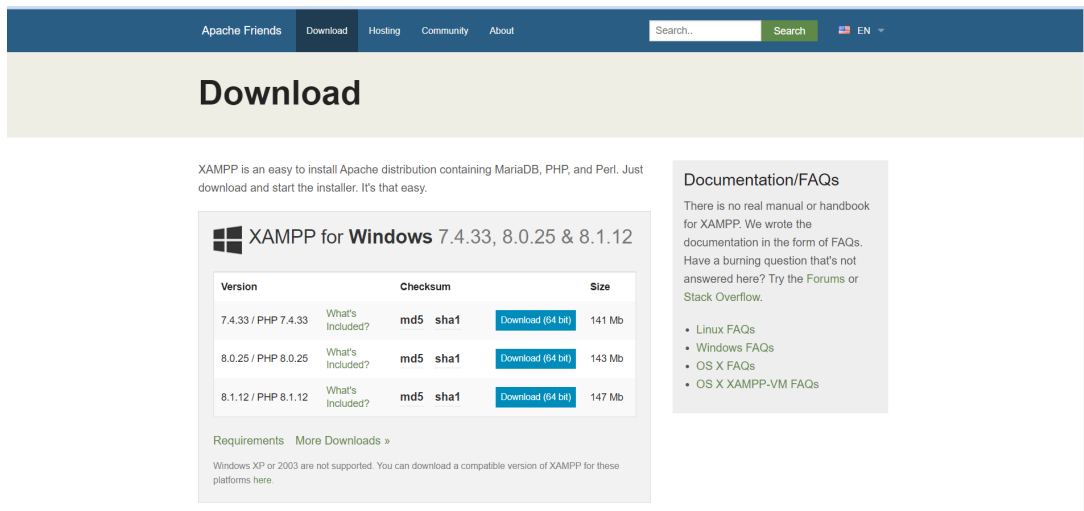 Apache Friends Download Hosting Community About Search.. Search EN
Download
XAMPP is an easy to install Apache distribution containing MariaDB, PHP, and Perl. Just
download and start the installer. It's that easy.
XAMPP for Windows 7.4.33, 8.0.25 & 8.1.12
Version Checksum Size
7.4.33 / PHP 7.4.33 What's Included? md5 sha1 Download (64 bit) 141 Mb
8.0.25 / PHP 8.0.25 What's Included? md5 sha1 Download (64 bit) 143 Mb
8.1.12 / PHP 8.1.12 What's Included? md5 sha1 Download (64 bit) 147 Mb
Requirements More Downloads »
Windows XP or 2003 are not supported. You can download a compatible version of XAMPP for these
platforms here.
Documentation/FAQs
There is no real manual or handbook
for XAMPP. We wrote the
documentation in the form of FAQs.
Have a burning question that's not
answered here? Try the Forums or
Stack Overflow.
• Linux FAQs
• Windows FAQs
• OS X FAQs
• OS X XAMPP-VM FAQs